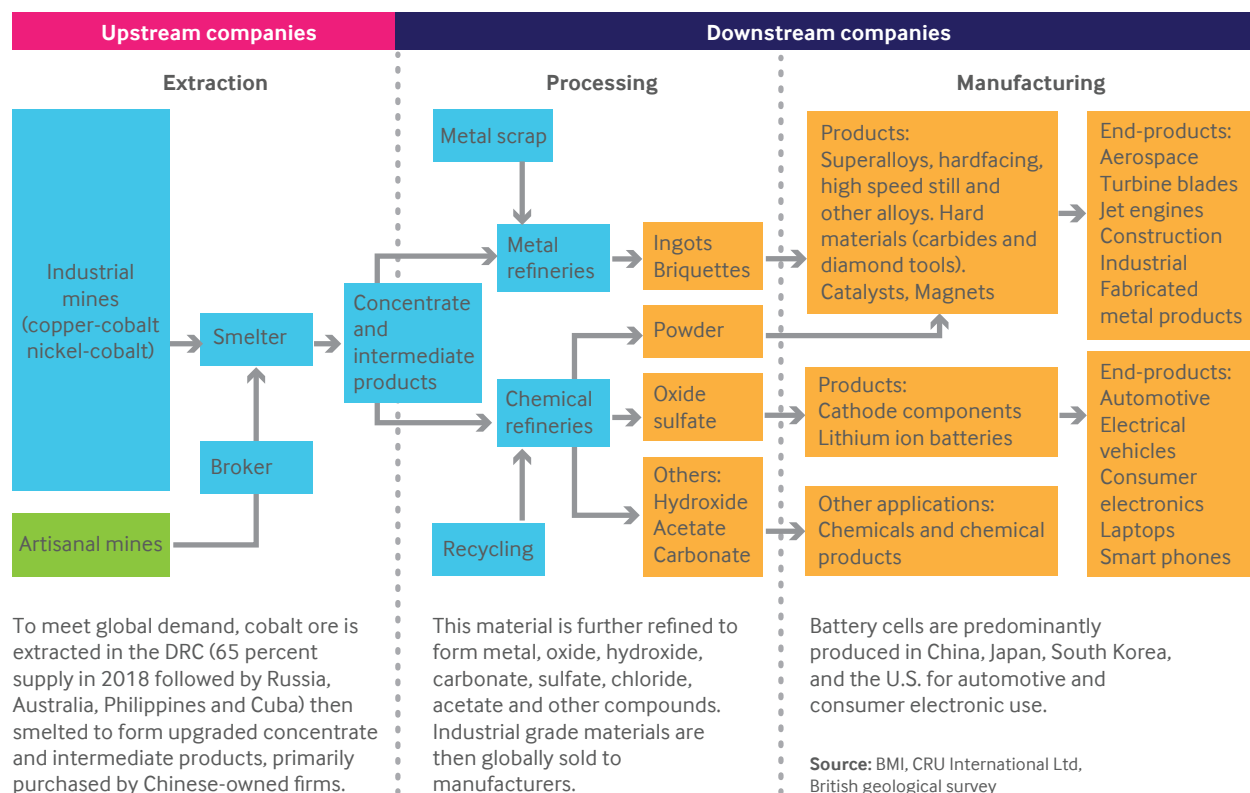 Upstream companies
Downstream companies
Extraction
Processing
Manufacturing
Industrial
mines
(copper-cobalt
nickel-cobalt)
Artisanal mines
Smelter
Broker
Concentrate
and
intermediate
products
Metal scrap
Metal
refineries
Chemical
refineries
Recycling
Ingots
Briquettes
Powder
Oxide
sulfate
Others:
Hydroxide
Acetate
Carbonate
Products:
Superalloys, hardfacing,
high speed still and
other alloys. Hard
materials (carbides and
diamond tools).
Catalysts, Magnets
Products:
Cathode components
Lithium ion batteries
Other applications:
Chemicals and chemical
products
End-products:
Aerospace
Turbine blades
Jet engines
Construction
Industrial
Fabricated
metal products
End-products:
Automotive
Electrical
vehicles
Consumer
electronics
Laptops
Smart phones
To meet global demand, cobalt ore is
extracted in the DRC (65 percent
supply in 2018 followed by Russia,
Australia, Philippines and Cuba) then
smelted to form upgraded concentrate
and intermediate products, primarily
purchased by Chinese-owned firms.
This material is further refined to
form metal, oxide, hydroxide,
carbonate, sulfate, chloride,
acetate and other compounds.
Industrial grade materials are
then globally sold to
manufacturers.
Battery cells are predominantly
produced in China, Japan, South Korea,
and the U.S. for automotive and
consumer electronic use.
Source: BMI, CRU International Ltd,
British geological survey